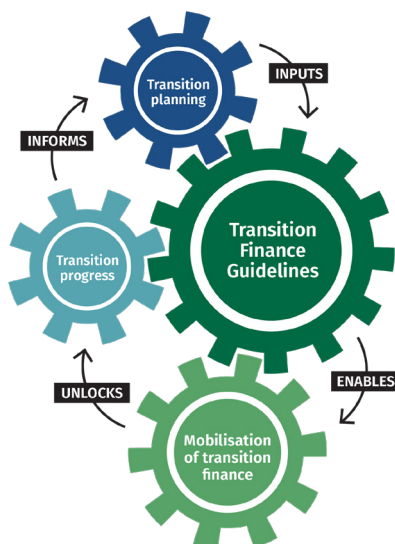 Transition
planning
INPUTS
INFORMS
Transition
Finance
Guidelines
Transition
progress
ENABLES
UNLOCKS
Mobilisation
of transition
finance